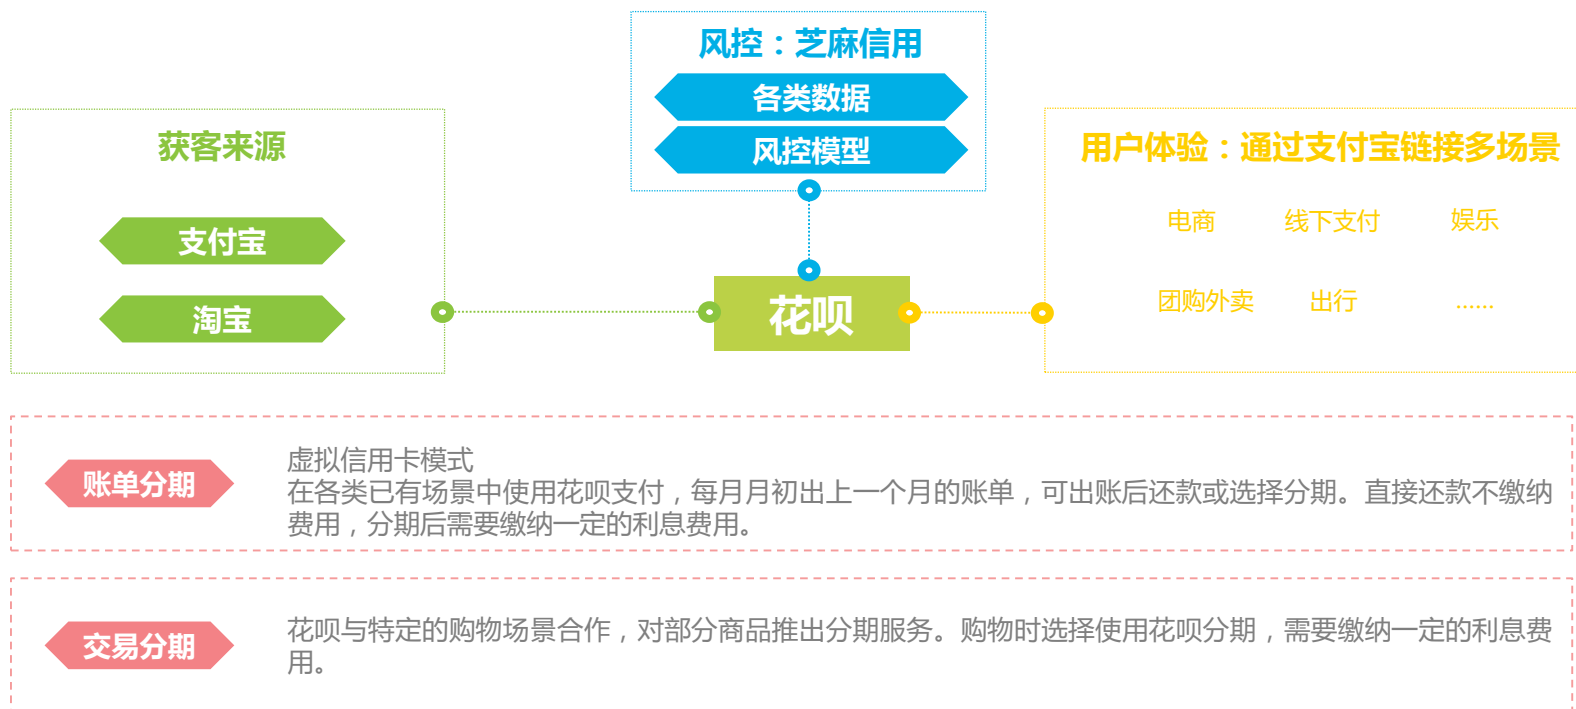 风控：芝麻信用
各类数据
风控模型
获客来源
支付宝
淘宝
花呗
用户体验：通过支付宝链接多场景
电商 线下支付 娱乐
团购外卖 出行 ……
账单分期
虚拟信用卡模式
在各类已有场景中使用花呗支付，每月月初出上一个月的账单，可出账后还款或选择分期。直接还款不缴纳
费用，分期后需要缴纳一定的利息费用。
交易分期
花呗与特定的购物场景合作，对部分商品推出分期服务。购物时选择使用花呗分期，需要缴纳一定的利息费
用。